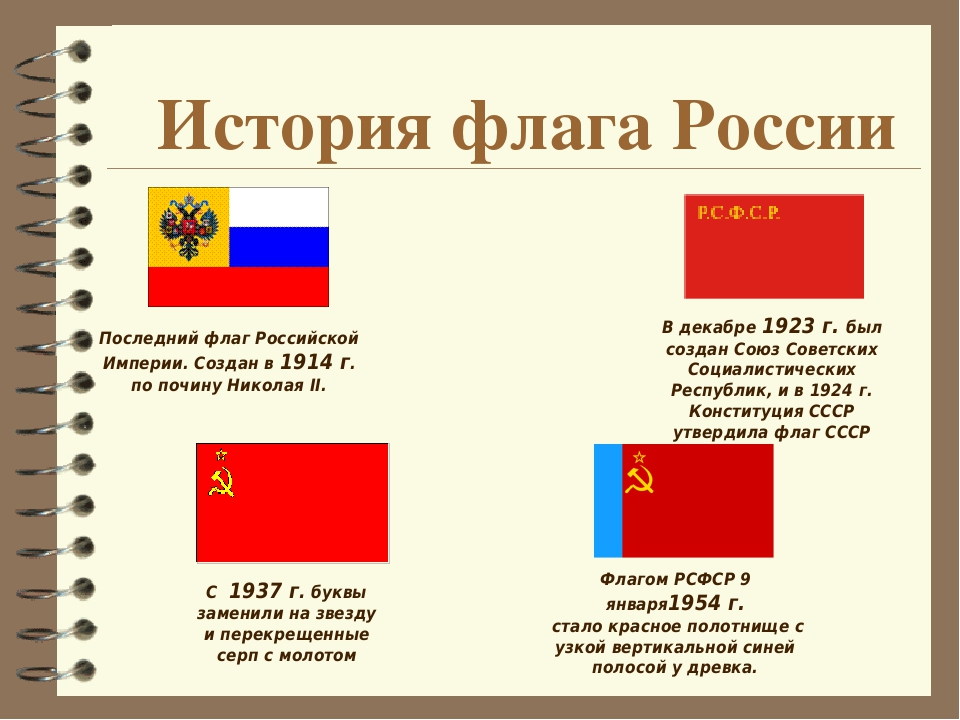 История флага России
Р.С.Ф.С.Р.
Последний флаг Российской
Империи. Создан в 1914 г.
по почину Николая II.
В декабре 1923 г. был
создан Союз Советских
Социалистических
Республик, и в 1924 г.
Конституция СССР
утвердила флаг СССР
С 1937 г. буквы
заменили на звезду
и перекрещенные
серп с молотом
Флагом РСФСР 9
января1954 г.
стало красное полотнище с
узкой вертикальной синей
полосой у древка.